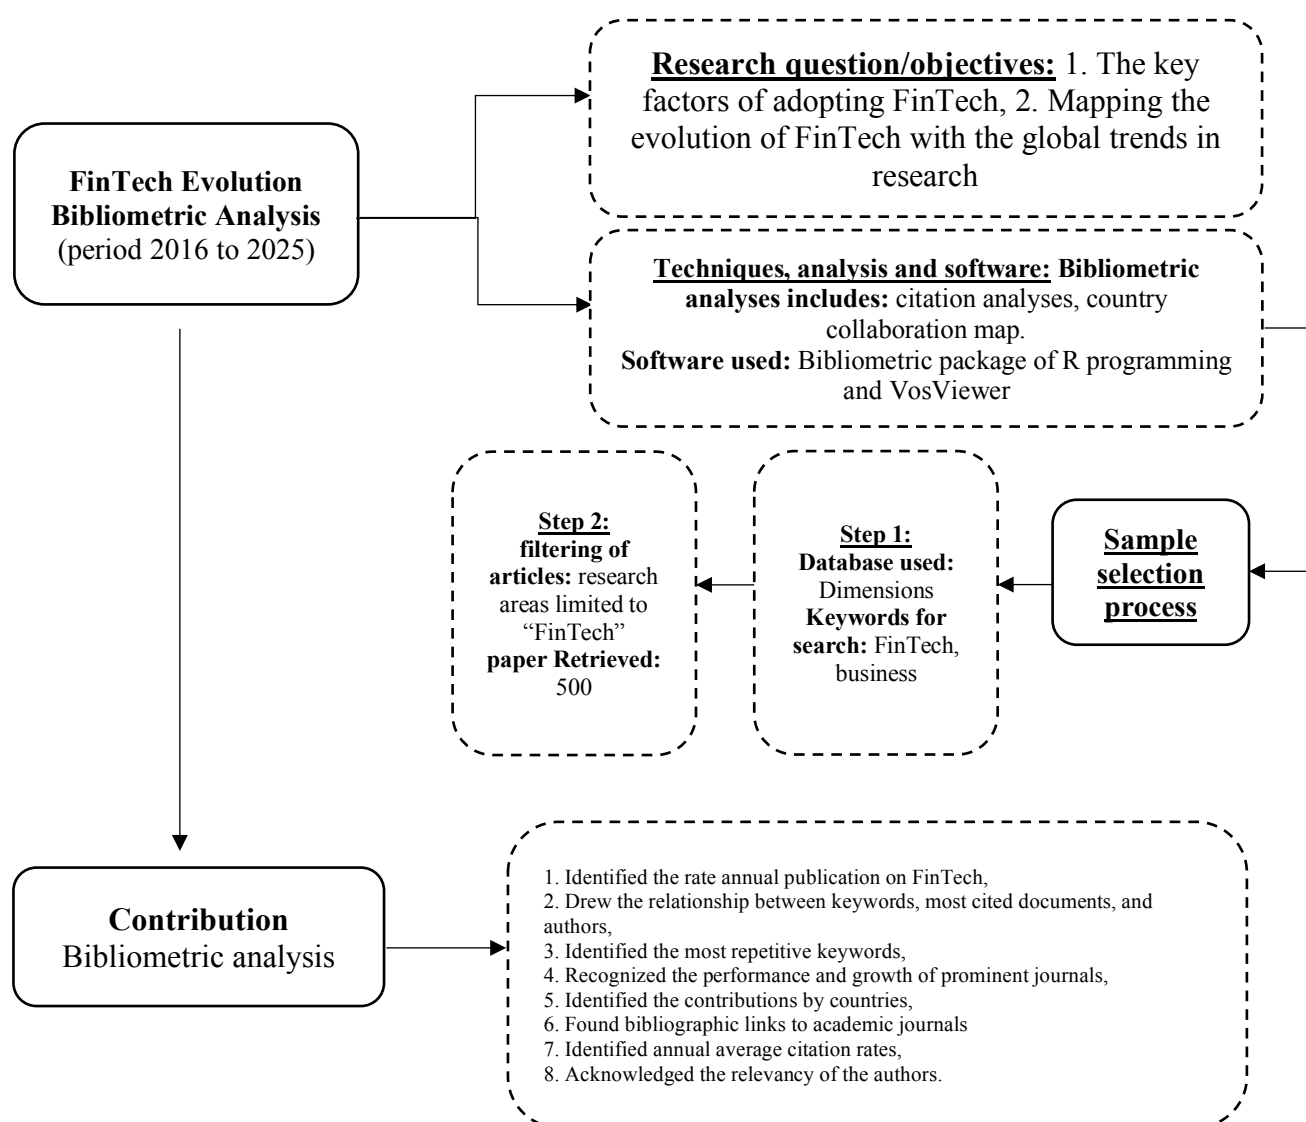 Research question/objectives: 1. The key
factors of adopting FinTech, 2. Mapping the
evolution of FinTech with the global trends in
research
FinTech Evolution
Bibliometric Analysis
(period 2016 to 2025)
Techniques, analysis and software: Bibliometric
analyses includes: citation analyses, country
collaboration map.
Software used: Bibliometric package of R programming
and VosViewer
Sample
selection
process
Step 1:
Database used:
Dimensions
Keywords for
search: FinTech,
business
Step 2:
filtering of
articles: research
areas limited to
“FinTech”
paper Retrieved:
500
Contribution
Bibliometric analysis
1. Identified the rate annual publication on FinTech,
2. Drew the relationship between keywords, most cited documents, and
authors,
3. Identified the most repetitive keywords,
4. Recognized the performance and growth of prominent journals,
5. Identified the contributions by countries,
6. Found bibliographic links to academic journals
7. Identified annual average citation rates,
8. Acknowledged the relevancy of the authors.